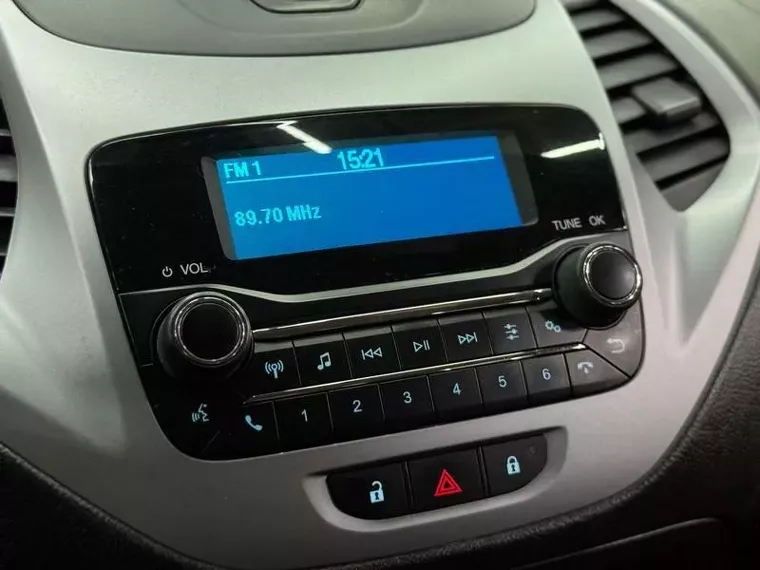 FM 1 15:21
89.70 MHz
VOL
TUNE OK
1 2 3 4 5 6